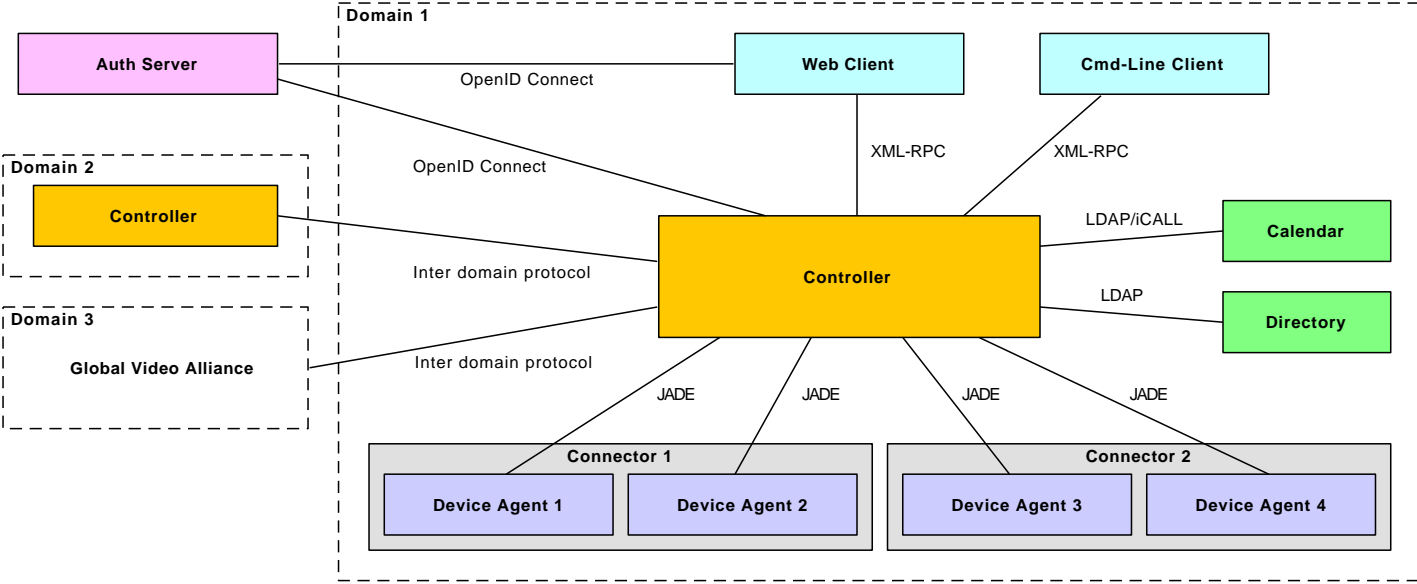 Domain 1
Auth Server
Web Client
Cmd-Line Client
OpenID Connect
XML-RPC
XML-RPC
OpenID Connect
Domain 2
Controller
LDAP/iCALL
Calendar
Inter domain protocol
Controller
LDAP
Directory
Domain 3
Global Video Alliance
Inter domain protocol
JADE
JADE
JADE
JADE
Connector 1
Connector 2
Device Agent 1
Device Agent 2
Device Agent 3
Device Agent 4